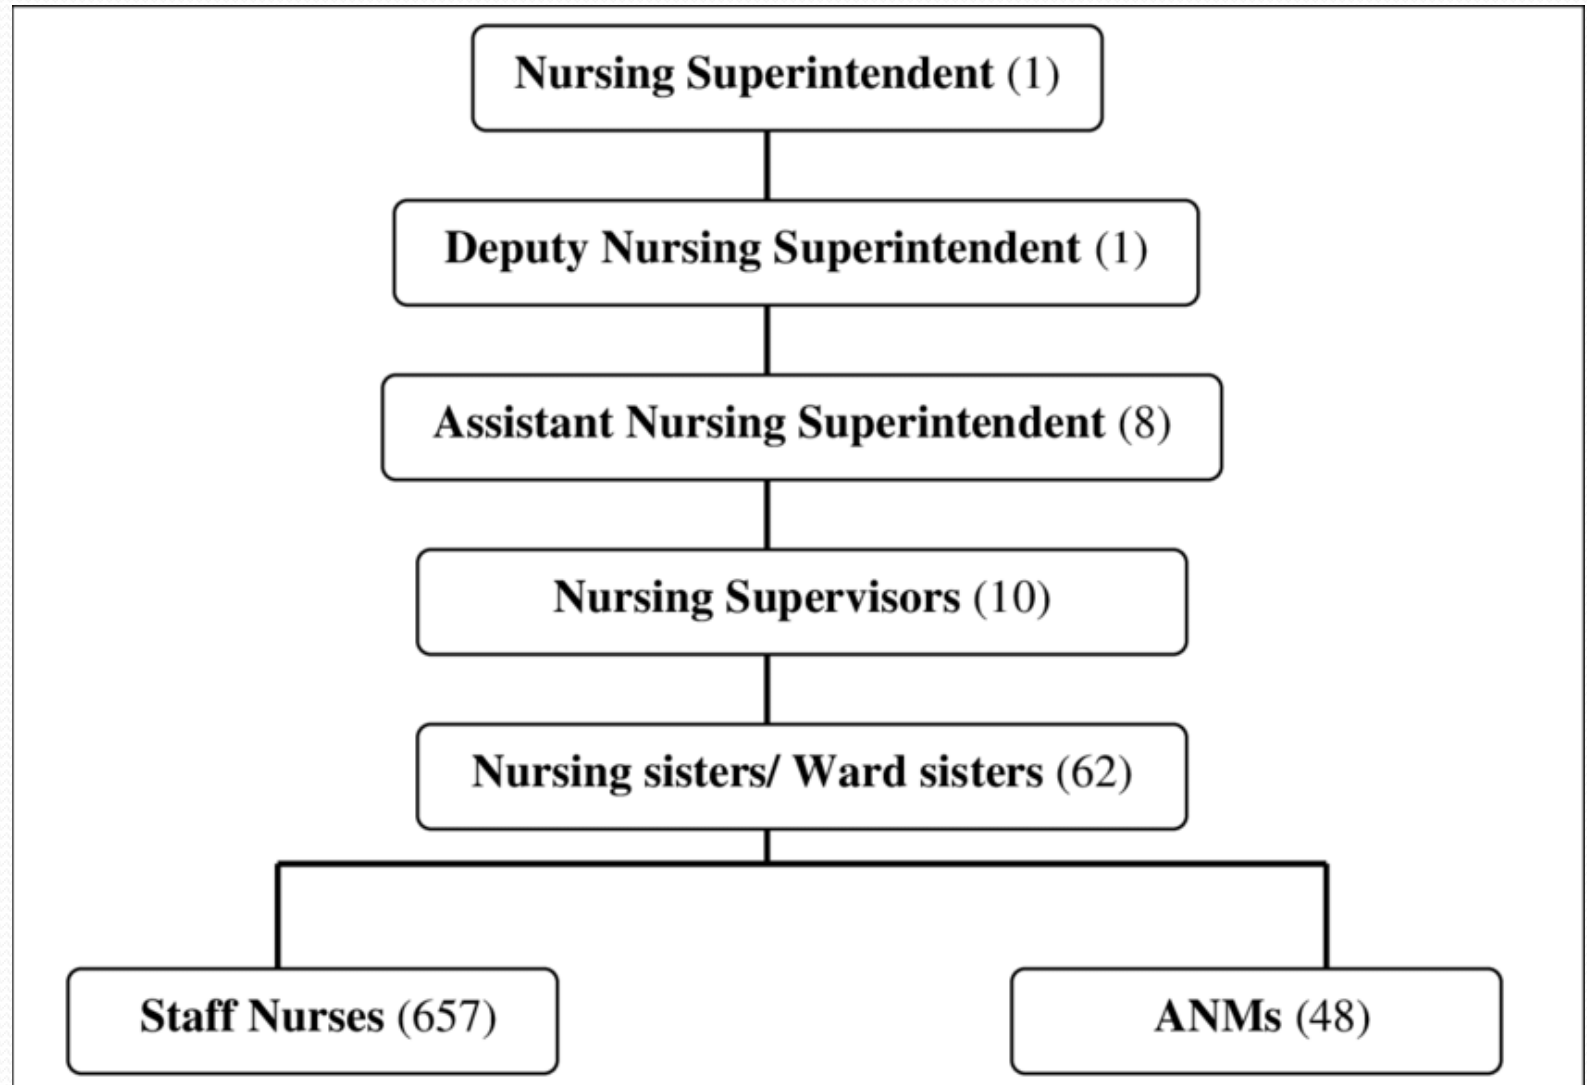 Nursing Superintendent (1)
Deputy Nursing Superintendent (1)
Assistant Nursing Superintendent (8)
Nursing Supervisors (10)
Nursing sisters/ Ward sisters (62)
Staff Nurses (657)
ANMs (48)